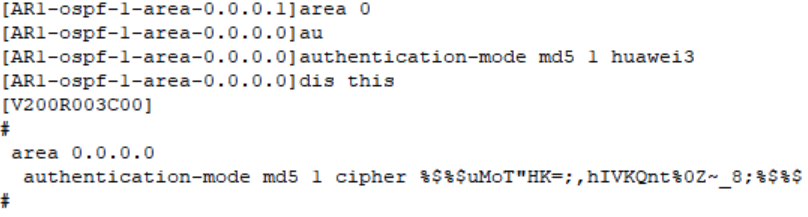 [AR1-ospf-1-area-0.0.0.1]area 0
[AR1-ospf-1-area-0.0.0.0]au
[AR1-ospf-1-area-0.0.0.0]authentication-mode md5 1 huawei3
[AR1-ospf-1-area-0.0.0.0]dis this
[V200R003C00]
#
 area 0.0.0.0
  authentication-mode md5 1 cipher %$%$uMoT"HK=;,hIVKQnt%0Z~_8;%$%$
#